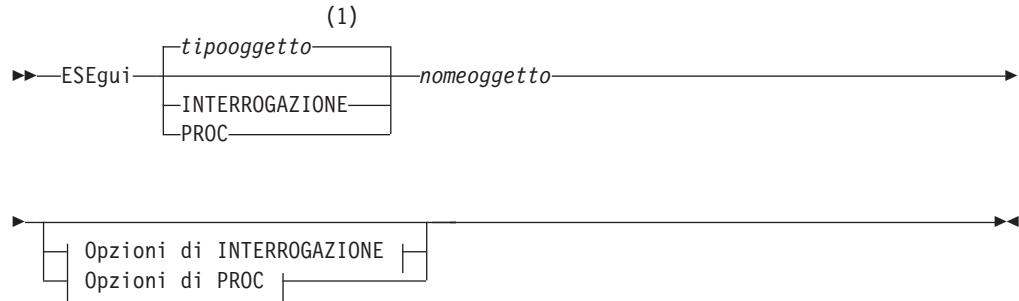 (1)
tipooggetto
ESEgui nomeoggetto
INTERROGAZIONE
PROC
Opzioni di INTERROGAZIONE
Opzioni di PROC